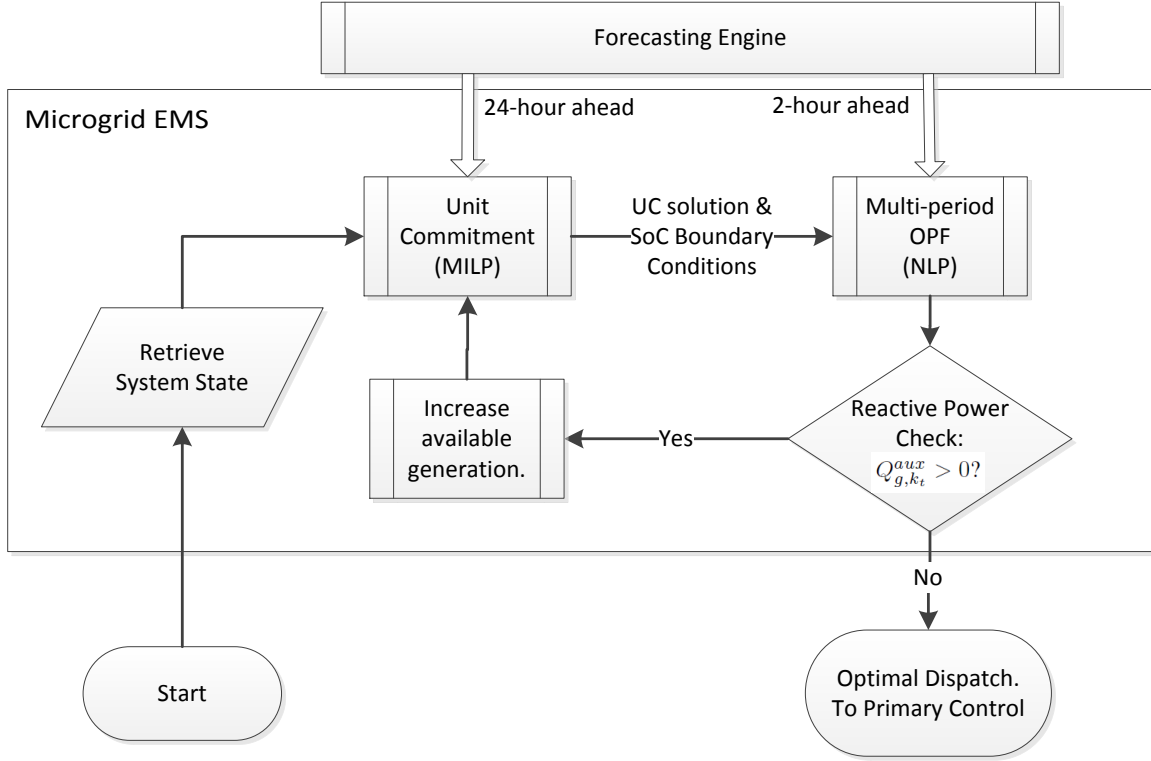 Forecasting Engine
24-hour ahead
2-hour ahead
Microgrid EMS
Unit
Commitment
(MILP)
UC solution &
SoC Boundary
Conditions
Multi-period
OPF
(NLP)
Retrieve
System State
Increase
available
generation.
Yes
Reactive Power
Check:
$Q_{g,k_t}^{aux} > 0?$
No
Start
Optimal Dispatch.
To Primary Control